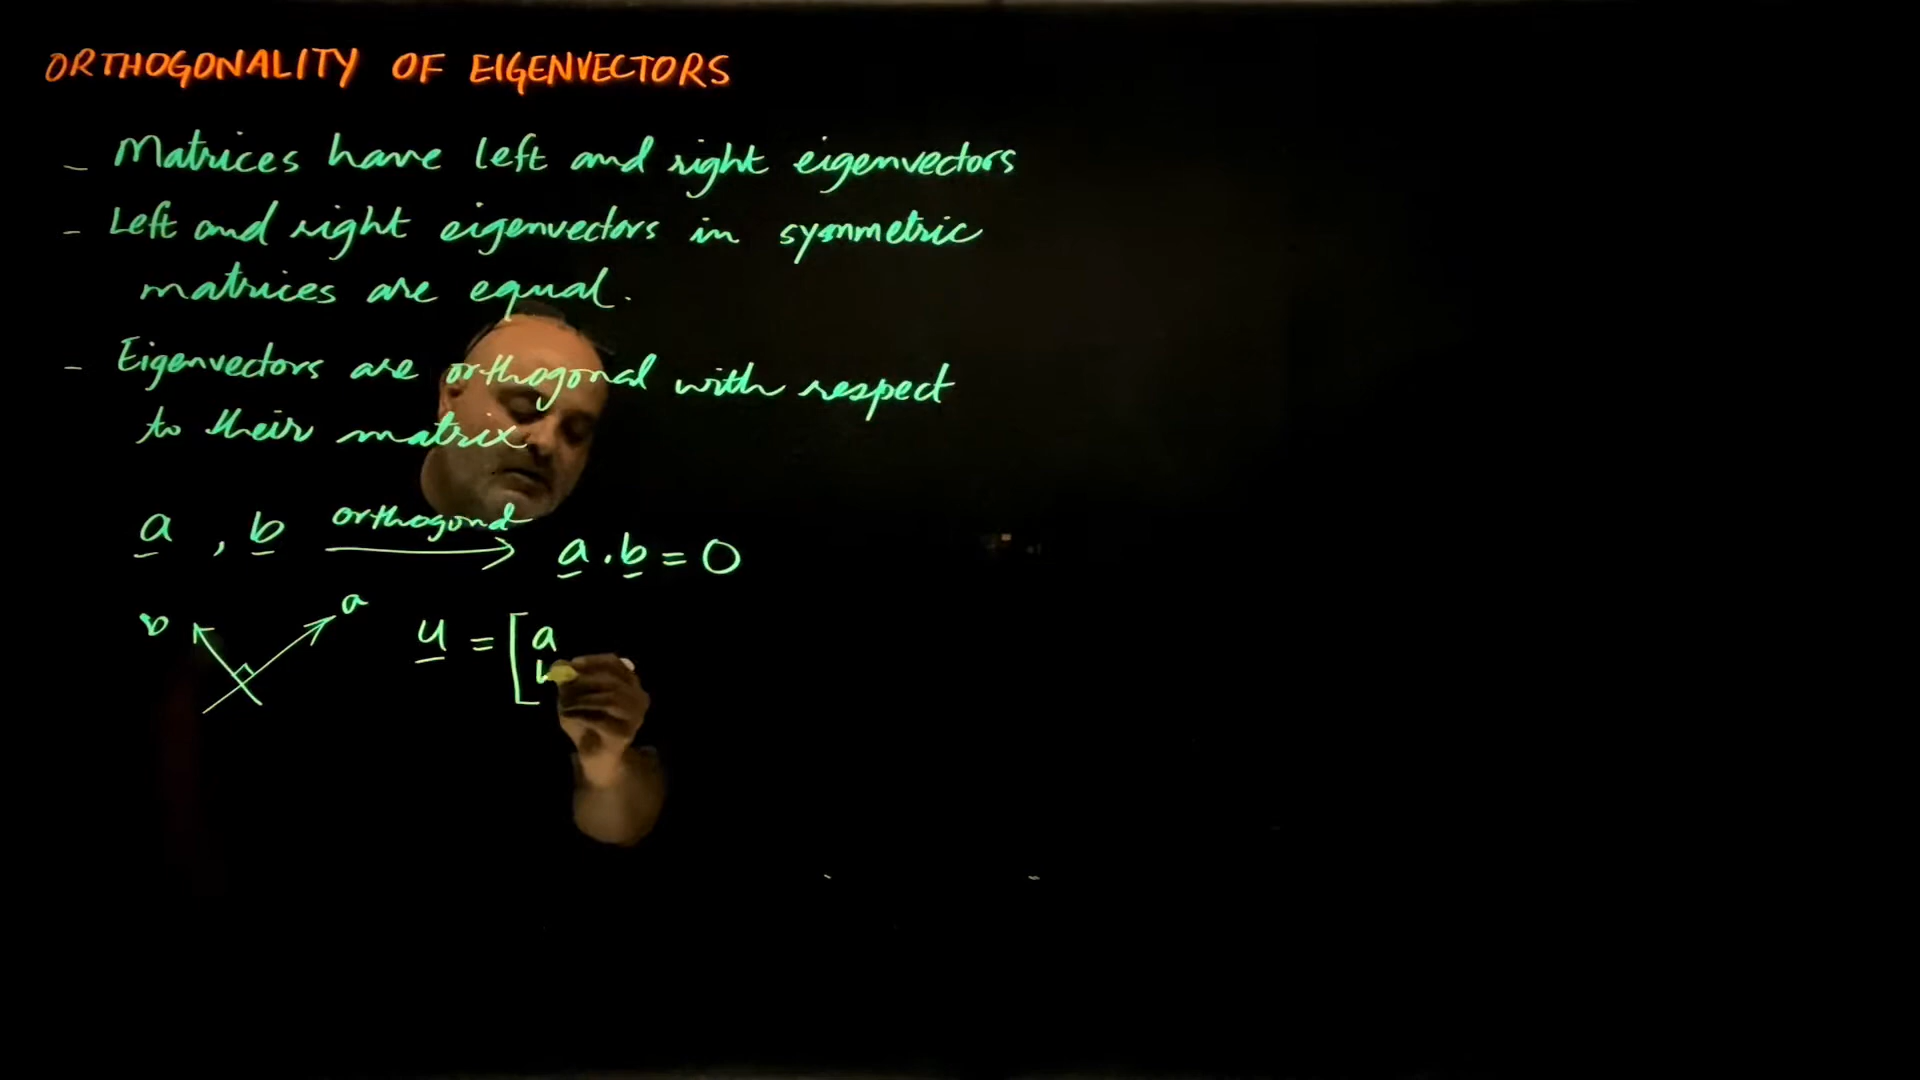 ORTHOGONALITY OF EIGENVECTORS
- Matrices have left and right eigenvectors
- Left and right eigenvectors in symmetric
matrices are equal.
- Eigenvectors are orthogonal with respect
to their matrix
a , b orthogonal → a . b = 0
b a
u = [ a
b